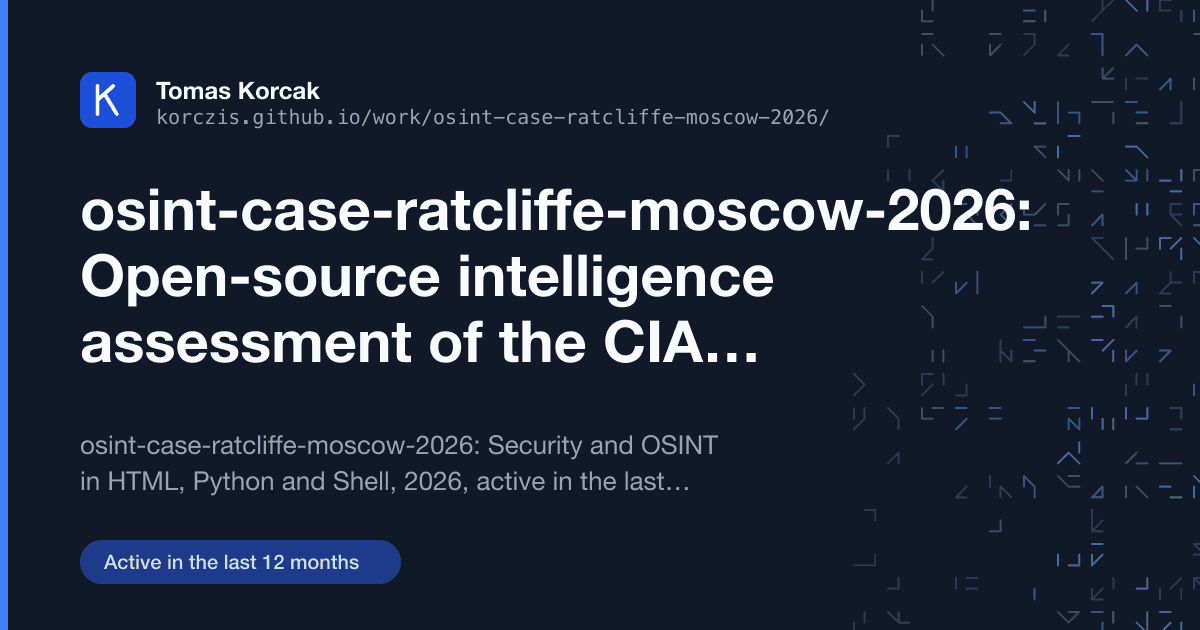 K
Tomas Korcak
korczis.github.io/work/osint-case-ratcliffe-moscow-2026/
osint-case-ratcliffe-moscow-2026:
Open-source intelligence
assessment of the CIA…
osint-case-ratcliffe-moscow-2026: Security and OSINT
in HTML, Python and Shell, 2026, active in the last…
Active in the last 12 months